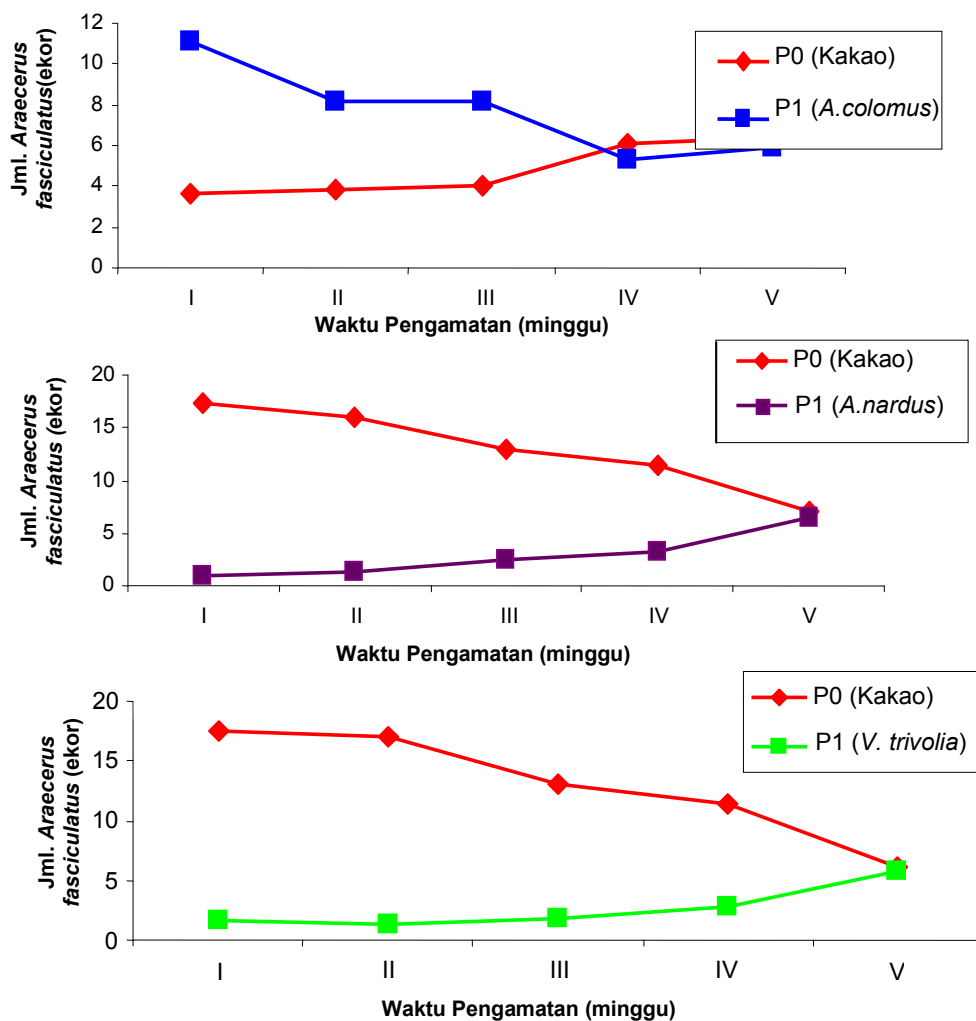 12
10
8
6
4
2
0
Jml. Araecerus
fasciculatus(ekor)
P0 (Kakao)
P1 (A.colomus)
I II III IV V
Waktu Pengamatan (minggu)
20
15
10
5
0
Jml. Araecerus
fasciculatus (ekor)
P0 (Kakao)
P1 (A.nardus)
I II III IV V
Waktu Pengamatan (minggu)
20
15
10
5
0
Jml. Araecerus
fasciculatus (ekor)
P0 (Kakao)
P1 (V. trivolia)
I II III IV V
Waktu Pengamatan (minggu)